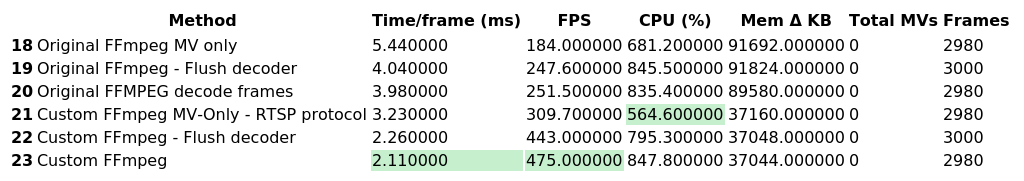 Method Time/frame (ms) FPS CPU (%) Mem Δ KB Total MVs Frames
18 Original FFmpeg MV only 5.440000 184.000000 681.200000 91692.000000 0 2980
19 Original FFmpeg - Flush decoder 4.040000 247.600000 845.500000 91824.000000 0 3000
20 Original FFMPEG decode frames 3.980000 251.500000 835.400000 89580.000000 0 2980
21 Custom FFmpeg MV-Only - RTSP protocol 3.230000 309.700000 564.600000 37160.000000 0 2980
22 Custom FFmpeg - Flush decoder 2.260000 443.000000 795.300000 37048.000000 0 3000
23 Custom FFmpeg 2.110000 475.000000 847.800000 37044.000000 0 2980